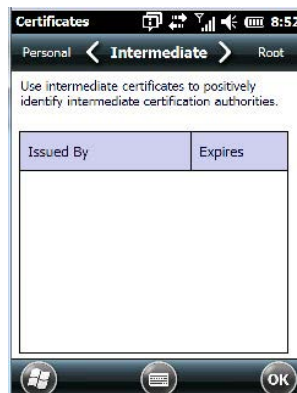 Certificates 8:52
Personal Intermediate Root
Use intermediate certificates to positively
identify intermediate certification authorities.
Issued By Expires
OK